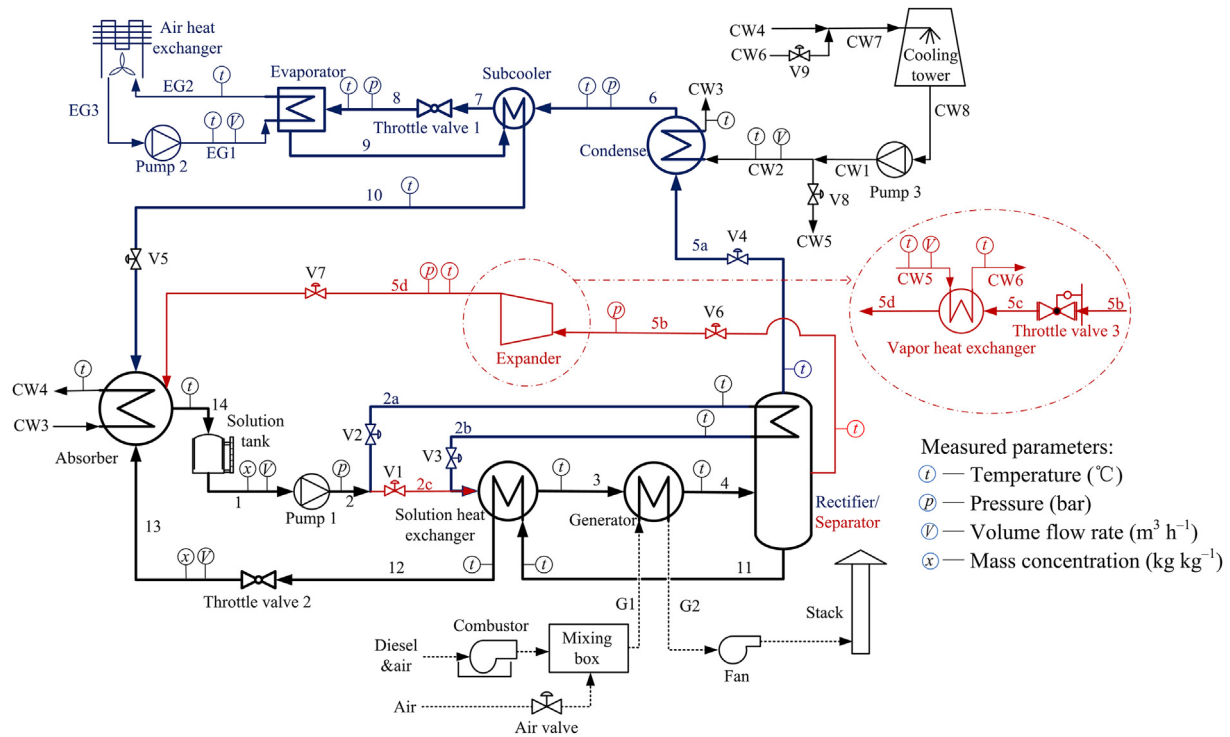 Air heat
exchanger
EG2
EG3
t
t
V
EG1
Pump 2
Evaporator
t
p
8
Throttle valve 1
7
9
Subcooler
t
p
6
Condense
CW3
t
t
V
CW2
CW1
Pump 3
V8
CW5
CW4
CW6
V9
CW7
Cooling
tower
CW8
10
t
V5
5a
V4
V7
5d
p
t
Expander
p
5b
V6
t
V
CW5
t
CW6
5d
5c
5b
Throttle valve 3
Vapor heat exchanger
CW4
t
CW3
Absorber
t
14
Solution
tank
x
V
1
Pump 1
p
2
2a
V2
2b
V3
V1
2c
Solution heat
exchanger
t
3
Generator
t
4
t
t
t
t
Rectifier/
Separator
13
x
V
Throttle valve 2
12
t
t
11
G1
G2
Combustor
Diesel
&air
Mixing
box
Air
Air valve
Fan
Stack
Measured parameters:
t — Temperature (℃)
p — Pressure (bar)
V — Volume flow rate (m³ h⁻¹)
x — Mass concentration (kg kg⁻¹)